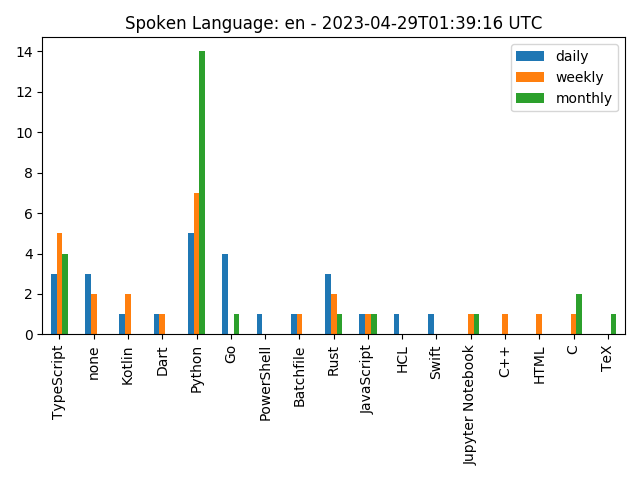 Spoken Language: en - 2023-04-29T01:39:16 UTC
daily
weekly
monthly
14
12
10
8
6
4
2
0
TypeScript
none
Kotlin
Dart
Python
Go
PowerShell
Batchfile
Rust
JavaScript
HCL
Swift
Jupyter Notebook
C++
HTML
C
TeX